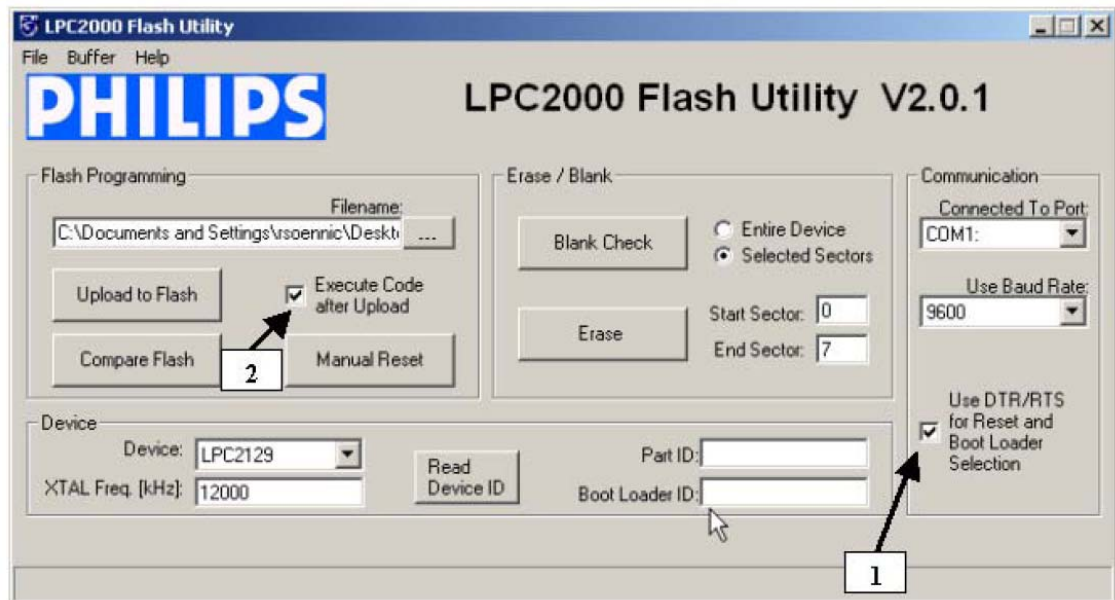 LPC2000 Flash Utility
File Buffer Help
PHILIPS
LPC2000 Flash Utility V2.0.1
Flash Programming
Filename:
C:\Documents and Settings\rsoennic\Deskt
...
Upload to Flash
Execute Code
after Upload
Compare Flash
2
Manual Reset
Erase / Blank
Blank Check
Entire Device
Selected Sectors
Erase
Start Sector: 0
End Sector: 7
Communication
Connected To Port:
COM1:
Use Baud Rate:
9600
Use DTR/RTS
for Reset and
Boot Loader
Selection
1
Device
Device: LPC2129
XTAL Freq. [kHz]: 12000
Read
Device ID
Part ID:
Boot Loader ID: